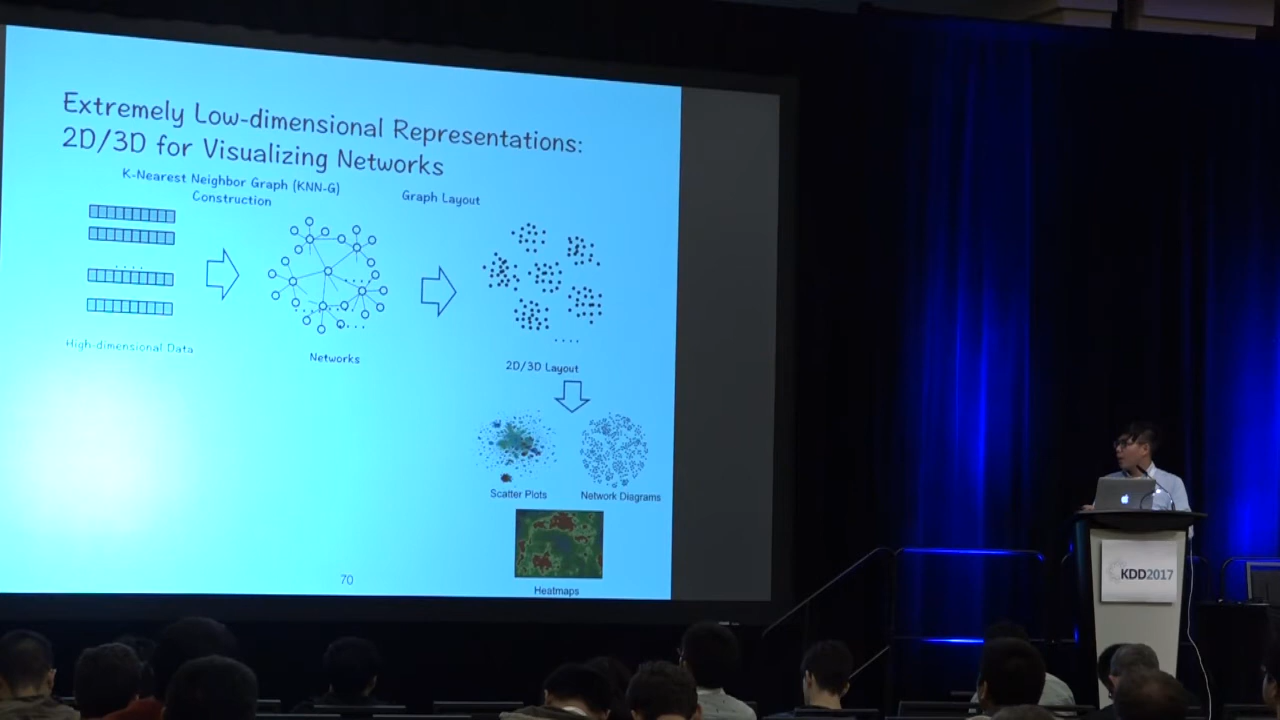 Extremely Low-dimensional Representations:
2D/3D for Visualizing Networks
K-Nearest Neighbor Graph (KNN-G)
Construction
Graph Layout
High-dimensional Data
Networks
2D/3D Layout
Scatter Plots
Network Diagrams
Heatmaps
70
KDD2017